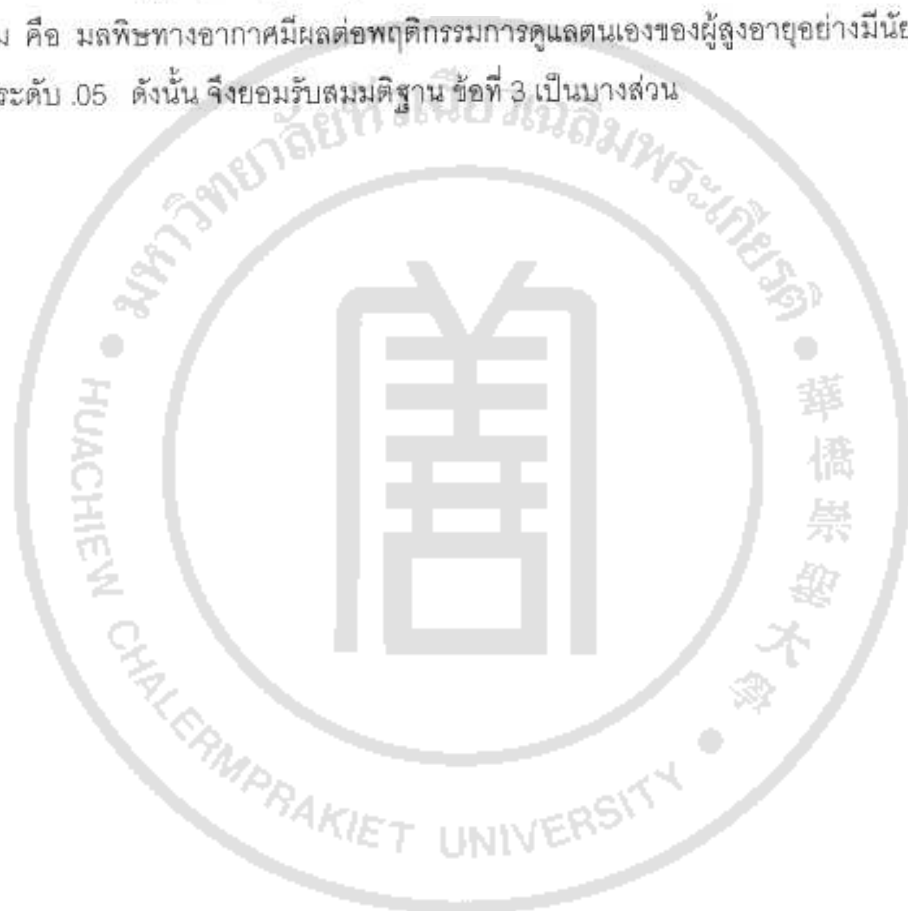 คือ มลพิษทางอากาศมีผลต่อพฤติกรรมการดูแลตนเองของผู้สูงอายุอย่างมีนัย
ระดับ .05 ดังนั้น จึงยอมรับสมมติฐาน ข้อที่ 3 เป็นบางส่วน
มหาวิทยาลัยหัวเฉียวเฉลิมพระเกียรติ
華僑崇聖大學
HUACHIEW CHALERMPRAKIET UNIVERSITY